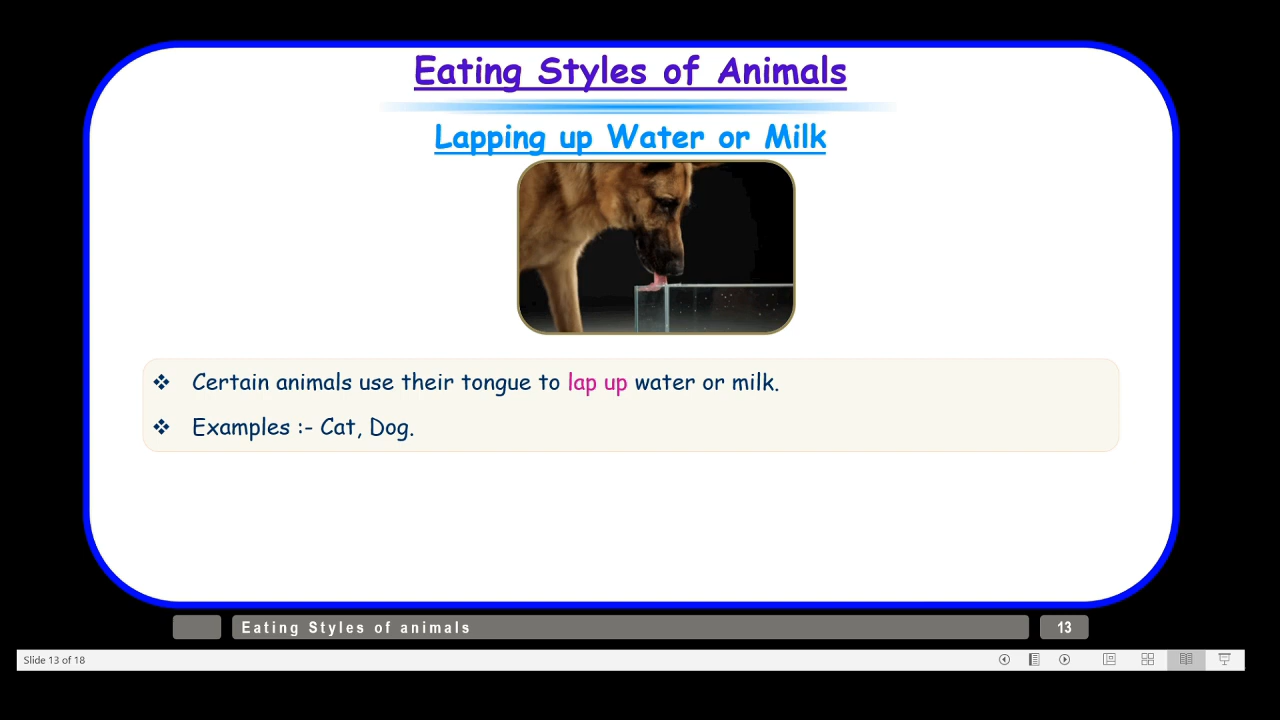 Eating Styles of Animals
Lapping up Water or Milk
❖ Certain animals use their tongue to lap up water or milk.
❖ Examples :- Cat, Dog.
Eating Styles of animals
13
Slide 13 of 18